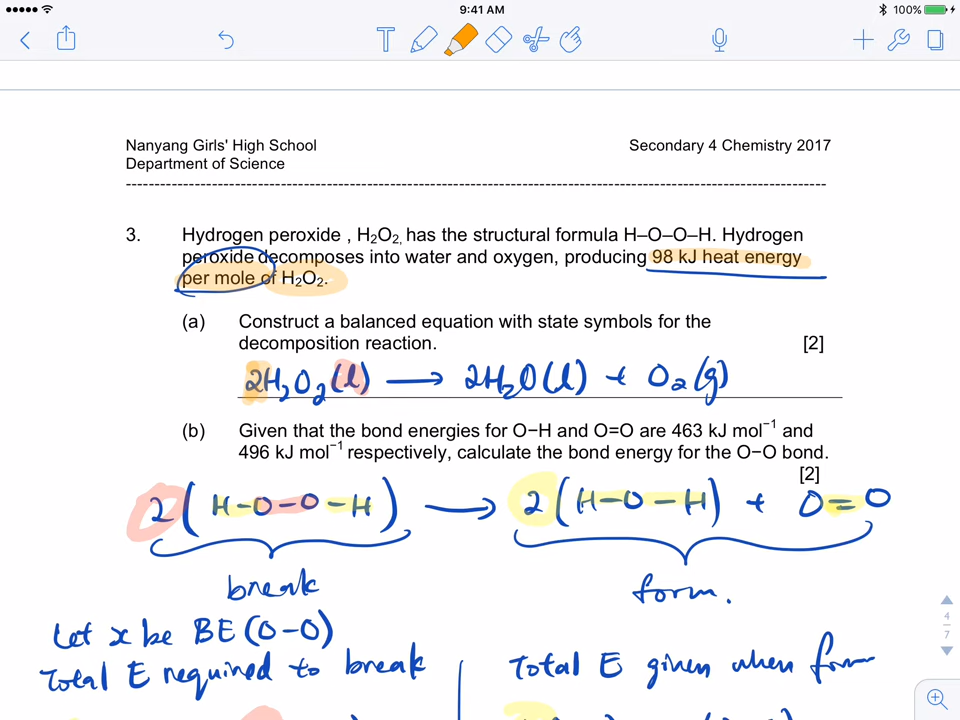 9:41 AM
100%
T
Nanyang Girls' High School Secondary 4 Chemistry 2017
Department of Science
3. Hydrogen peroxide , H₂O₂, has the structural formula H–O–O–H. Hydrogen
peroxide decomposes into water and oxygen, producing 98 kJ heat energy
per mole of H₂O₂.
(a) Construct a balanced equation with state symbols for the
decomposition reaction. [2]
2H₂O₂(l) ⟶ 2H₂O(l) + O₂(g)
(b) Given that the bond energies for O−H and O=O are 463 kJ mol⁻¹ and
496 kJ mol⁻¹ respectively, calculate the bond energy for the O−O bond.
[2]
2(H-O-O-H) ⟶ 2(H-O-H) + O=O
break form.
Let x be BE(O-O)
Total E required to break Total E given when form
4
7